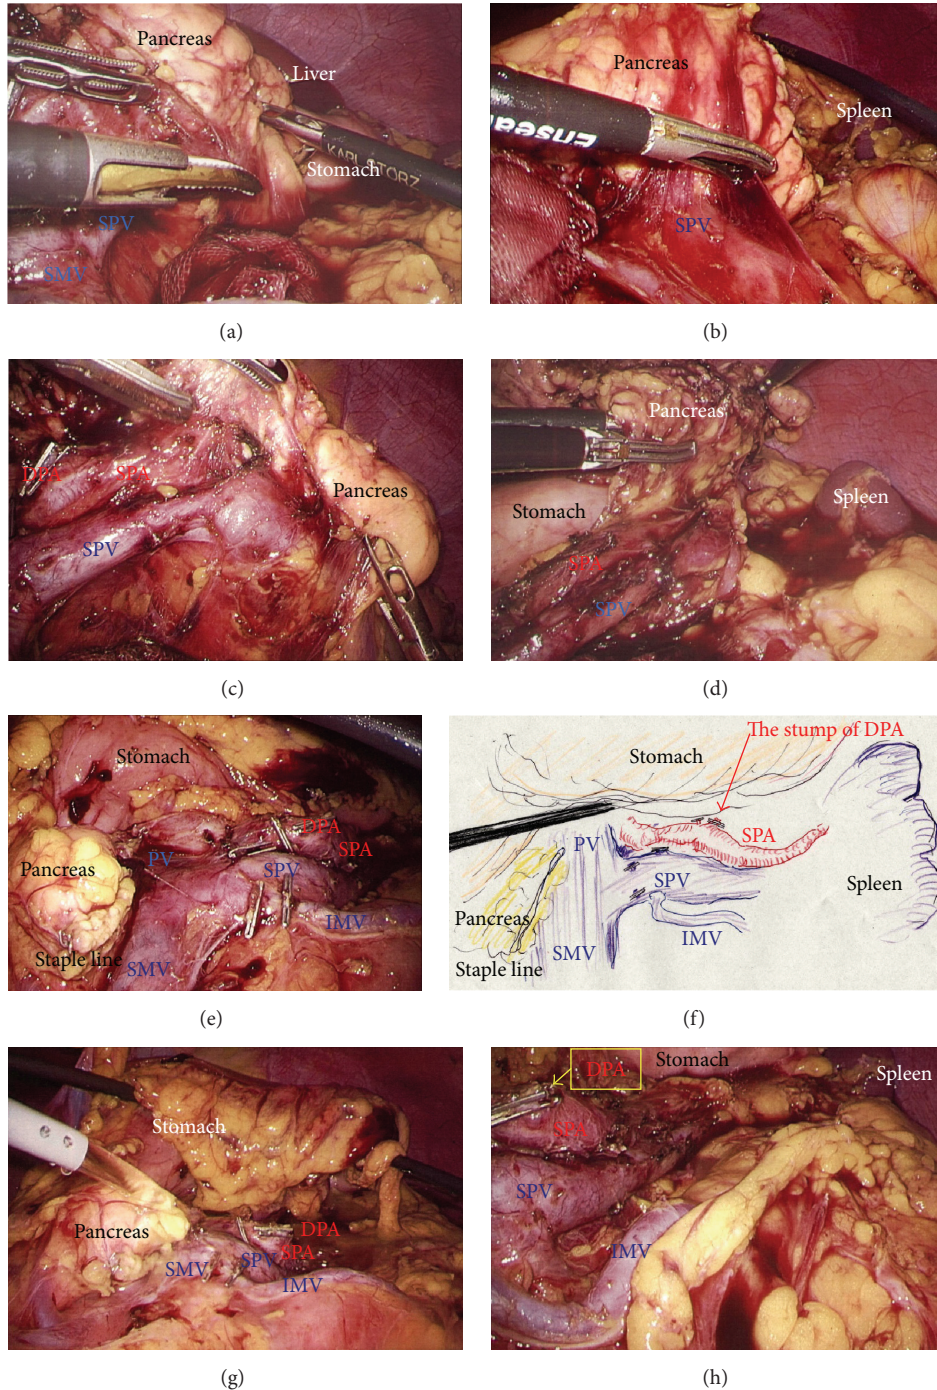 Pancreas
Liver
KARL STORZ
Stomach
SPV
SMV
(a)
Pancreas
Spleen
Enseal
SPV
(b)
DPA
SPA
Pancreas
SPV
(c)
Pancreas
Stomach
Spleen
SPA
SPV
(d)
Stomach
DPA
PV
SPA
Pancreas
SPV
IMV
Staple line
SMV
(e)
The stump of DPA
Stomach
PV
SPA
SPV
Spleen
Pancreas
IMV
Staple line
SMV
(f)
Stomach
Pancreas
DPA
SPA
SMV
SPV
IMV
(g)
DPA
Stomach
Spleen
SPA
SPV
IMV
(h)